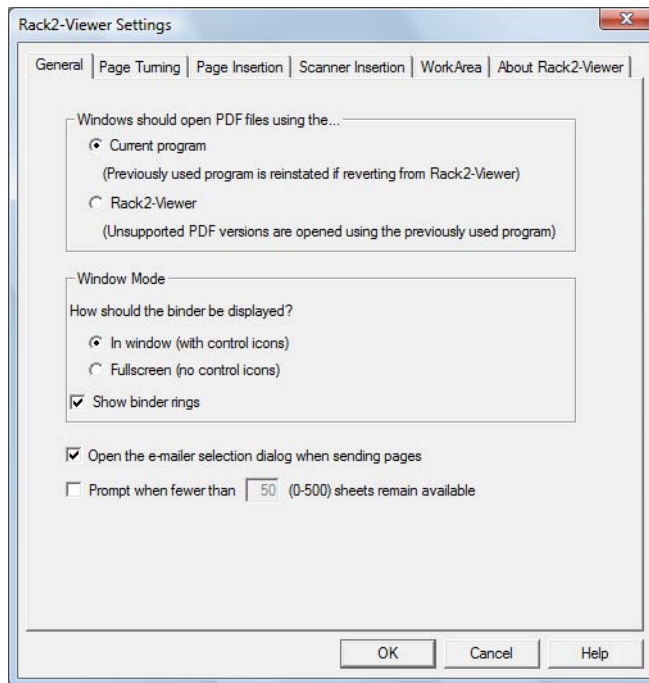 Rack2-Viewer Settings
General Page Turning Page Insertion Scanner Insertion WorkArea About Rack2-Viewer
Windows should open PDF files using the...
Current program
(Previously used program is reinstated if reverting from Rack2-Viewer)
Rack2-Viewer
(Unsupported PDF versions are opened using the previously used program)
Window Mode
How should the binder be displayed?
In window (with control icons)
Fullscreen (no control icons)
Show binder rings
Open the e-mailer selection dialog when sending pages
Prompt when fewer than 50 (0-500) sheets remain available
OK Cancel Help